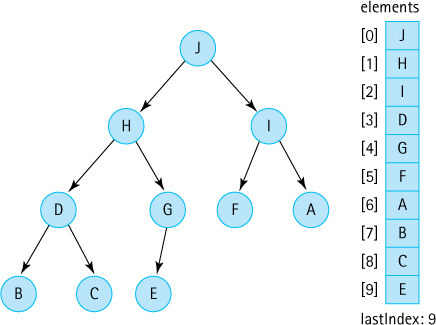 elements
J
H I
D G F A
B C E
[0] J
[1] H
[2] I
[3] D
[4] G
[5] F
[6] A
[7] B
[8] C
[9] E
lastIndex: 9